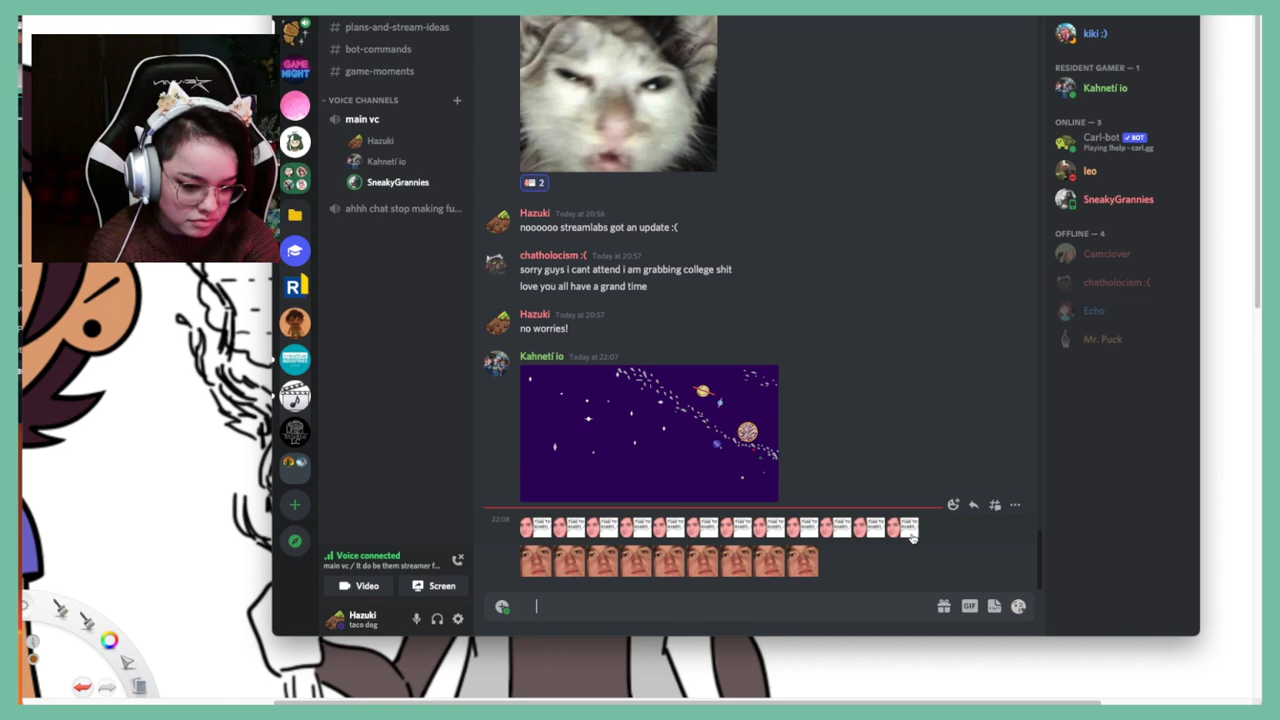 # plans-and-stream-ideas
# bot-commands
# game-moments
VOICE CHANNELS +
main vc
Hazuki
Kahnetí io
SneakyGrannies
ahhh chat stop making fu...
GAME
NIGHT
R
Voice connected
main vc / It do be them streamer f...
Video
Screen
Hazuki
taco dog
2
Hazuki Today at 20:56
noooooo streamlabs got an update :(
chatholocism :( Today at 20:57
sorry guys i cant attend i am grabbing college shit
love you all have a grand time
Hazuki Today at 20:57
no worries!
Kahnetí io Today at 22:07
22:08
GIF
kiki :)
RESIDENT GAMER — 1
Kahnetí io
ONLINE — 3
Carl-bot ✓ BOT
Playing !help - carl.gg
leo
SneakyGrannies
OFFLINE — 4
Camclover
chatholocism :(
Echo
Mr. Puck